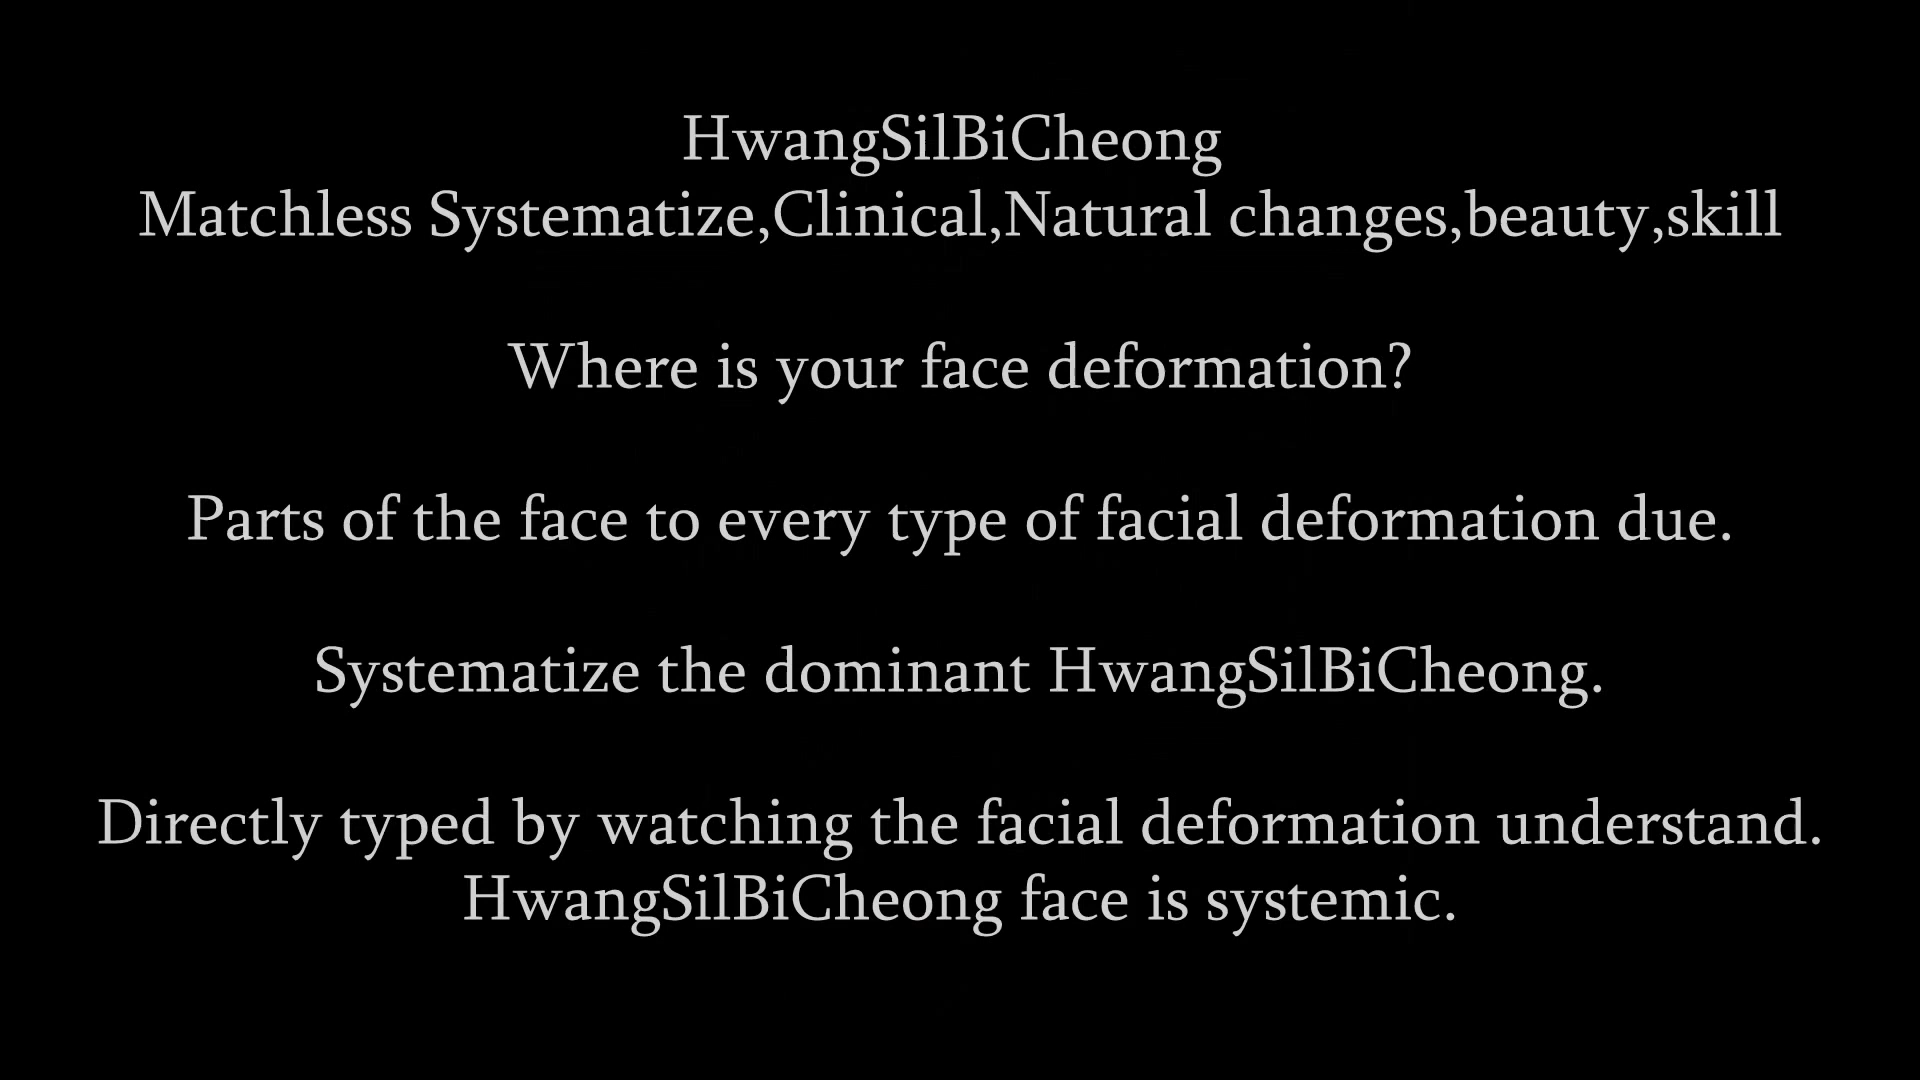 HwangSilBiCheong
Matchless Systematize,Clinical,Natural changes,beauty,skill
Where is your face deformation?
Parts of the face to every type of facial deformation due.
Systematize the dominant HwangSilBiCheong.
Directly typed by watching the facial deformation understand.
HwangSilBiCheong face is systemic.